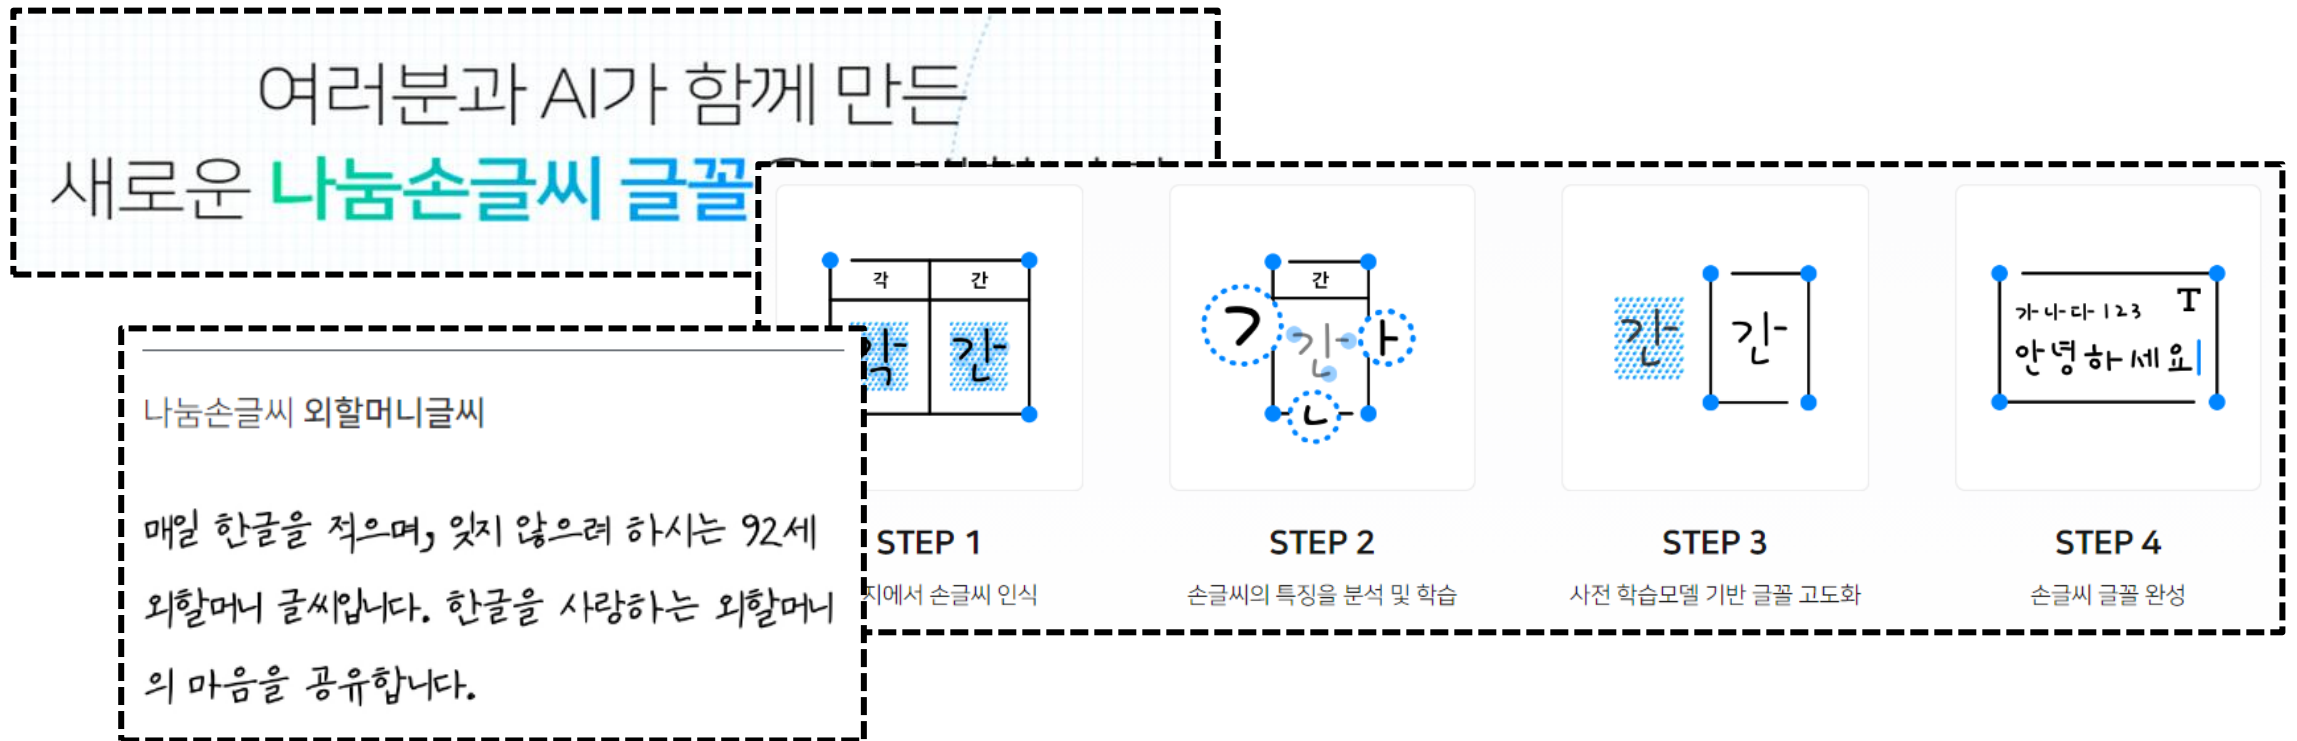 여러분과 AI가 함께 만든
새로운 나눔손글씨 글꼴
각 간
각 간
STEP 1
손글씨 인식
간
ㄱ 간 ㅏ
ㄴ
STEP 2
손글씨의 특징을 분석 및 학습
간 간
STEP 3
사전 학습모델 기반 글꼴 고도화
가나다123 T
안녕하세요
STEP 4
손글씨 글꼴 완성
나눔손글씨 외할머니글씨
매일 한글을 적으며, 잊지 않으려 하시는 92세
외할머니 글씨입니다. 한글을 사랑하는 외할머니
의 마음을 공유합니다.